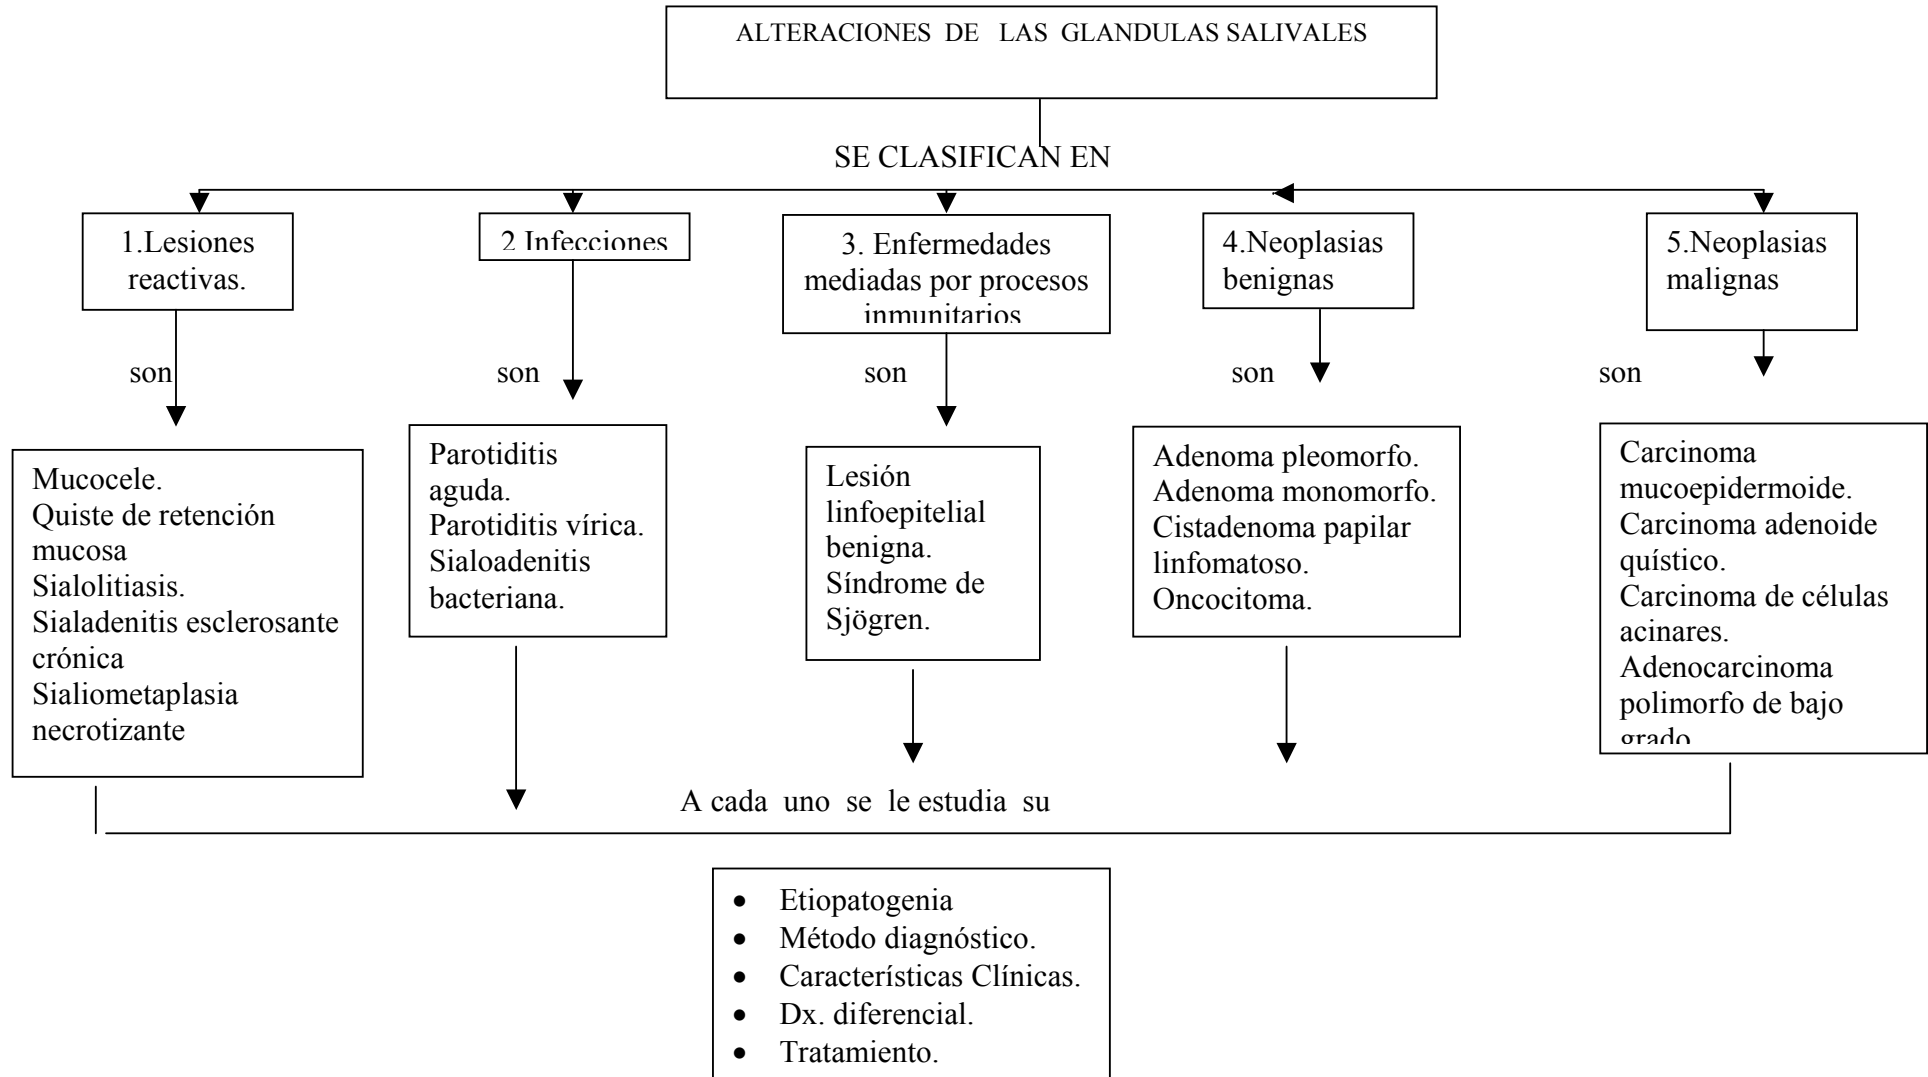 ALTERACIONES DE LAS GLANDULAS SALIVALES
SE CLASIFICAN EN
1.Lesiones
reactivas.
2 Infecciones
3. Enfermedades
mediadas por procesos
inmunitarios
4.Neoplasias
benignas
5.Neoplasias
malignas
son
son
son
son
son
Mucocele.
Quiste de retención
mucosa
Sialolitiasis.
Sialadenitis esclerosante
crónica
Sialiometaplasia
necrotizante
Parotiditis
aguda.
Parotiditis vírica.
Sialoadenitis
bacteriana.
Lesión
linfoepitelial
benigna.
Síndrome de
Sjögren.
Adenoma pleomorfo.
Adenoma monomorfo.
Cistadenoma papilar
linfomatoso.
Oncocitoma.
Carcinoma
mucoepidermoide.
Carcinoma adenoide
quístico.
Carcinoma de células
acinares.
Adenocarcinoma
polimorfo de bajo
grado
A cada uno se le estudia su
• Etiopatogenia
• Método diagnóstico.
• Características Clínicas.
• Dx. diferencial.
• Tratamiento.